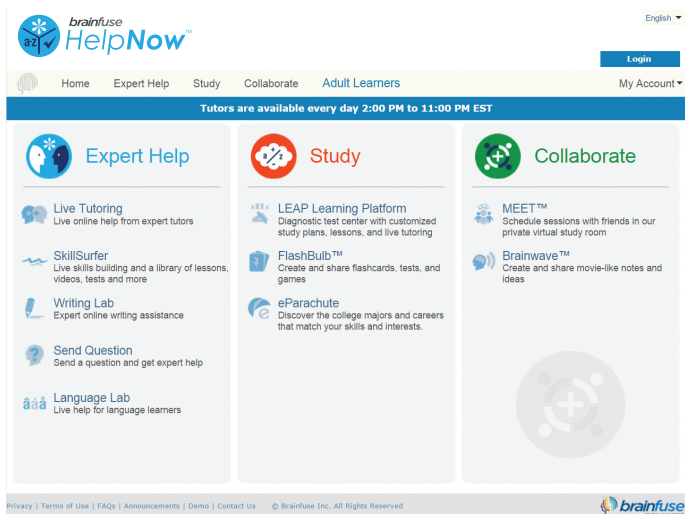 English
brainfuse
HelpNow™
a-z
Login
Home Expert Help Study Collaborate Adult Learners My Account
Tutors are available every day 2:00 PM to 11:00 PM EST
Expert Help
Live Tutoring
Live online help from expert tutors
SkillSurfer
Live skills building and a library of lessons,
videos, tests and more
Writing Lab
Expert online writing assistance
Send Question
Send a question and get expert help
âáà
Language Lab
Live help for language learners
Study
LEAP Learning Platform
Diagnostic test center with customized
study plans, lessons, and live tutoring
FlashBulb™
Create and share flashcards, tests, and
games
eParachute
Discover the college majors and careers
that match your skills and interests.
Collaborate
MEET™
Schedule sessions with friends in our
private virtual study room
Brainwave™
Create and share movie-like notes and
ideas
Privacy | Terms of Use | FAQs | Announcements | Demo | Contact Us © Brainfuse Inc. All Rights Reserved
brainfuse